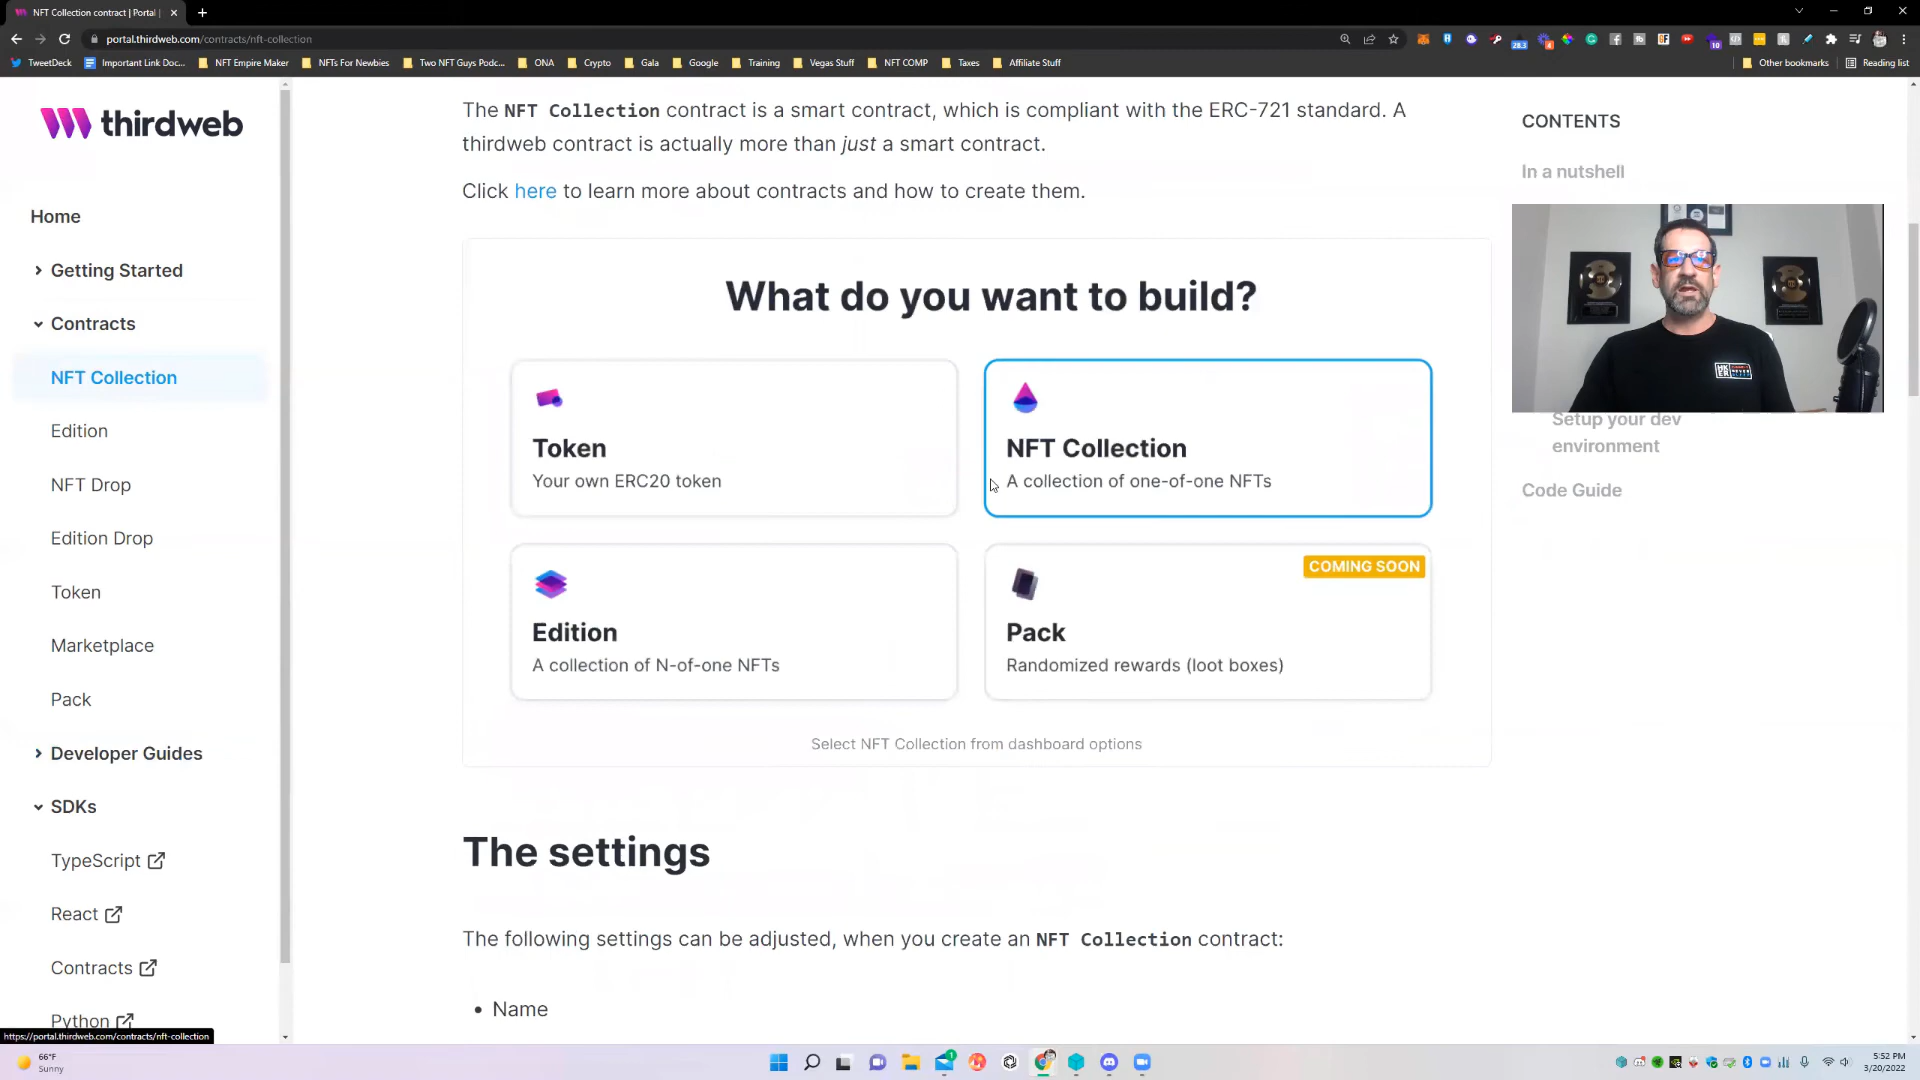 NFT Collection contract | Portal |
portal.thirdweb.com/contracts/nft-collection
28.3
4
10
TweetDeck
Important Link Doc...
NFT Empire Maker
NFTs For Newbies
Two NFT Guys Podc...
ONA
Crypto
Gala
Google
Training
Vegas Stuff
NFT COMP
Taxes
Affiliate Stuff
Other bookmarks
Reading list
thirdweb
Home
Getting Started
Contracts
NFT Collection
Edition
NFT Drop
Edition Drop
Token
Marketplace
Pack
Developer Guides
SDKs
TypeScript
React
Contracts
Python
https://portal.thirdweb.com/contracts/nft-collection
The NFT Collection contract is a smart contract, which is compliant with the ERC-721 standard. A
thirdweb contract is actually more than just a smart contract.
Click here to learn more about contracts and how to create them.
What do you want to build?
Token
Your own ERC20 token
NFT Collection
A collection of one-of-one NFTs
Edition
A collection of N-of-one NFTs
COMING SOON
Pack
Randomized rewards (loot boxes)
Select NFT Collection from dashboard options
The settings
The following settings can be adjusted, when you create an NFT Collection contract:
• Name
CONTENTS
In a nutshell
Setup your dev
environment
Code Guide
66°F
Sunny
5:52 PM
3/20/2022